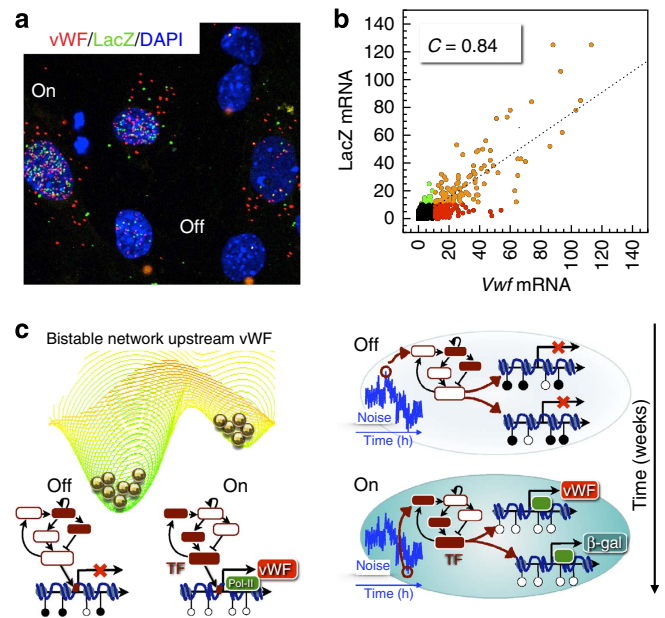 a
vWF/LacZ/DAPI
On
Off
b
C = 0.84
LacZ mRNA
140
120
100
80
60
40
20
0
0 20 40 60 80 100 120 140
Vwf mRNA
c
Bistable network upstream vWF
Off
On
TF
Pol-II
vWF
Off
Noise
Time (h)
On
vWF
β-gal
TF
Noise
Time (h)
Time (weeks)